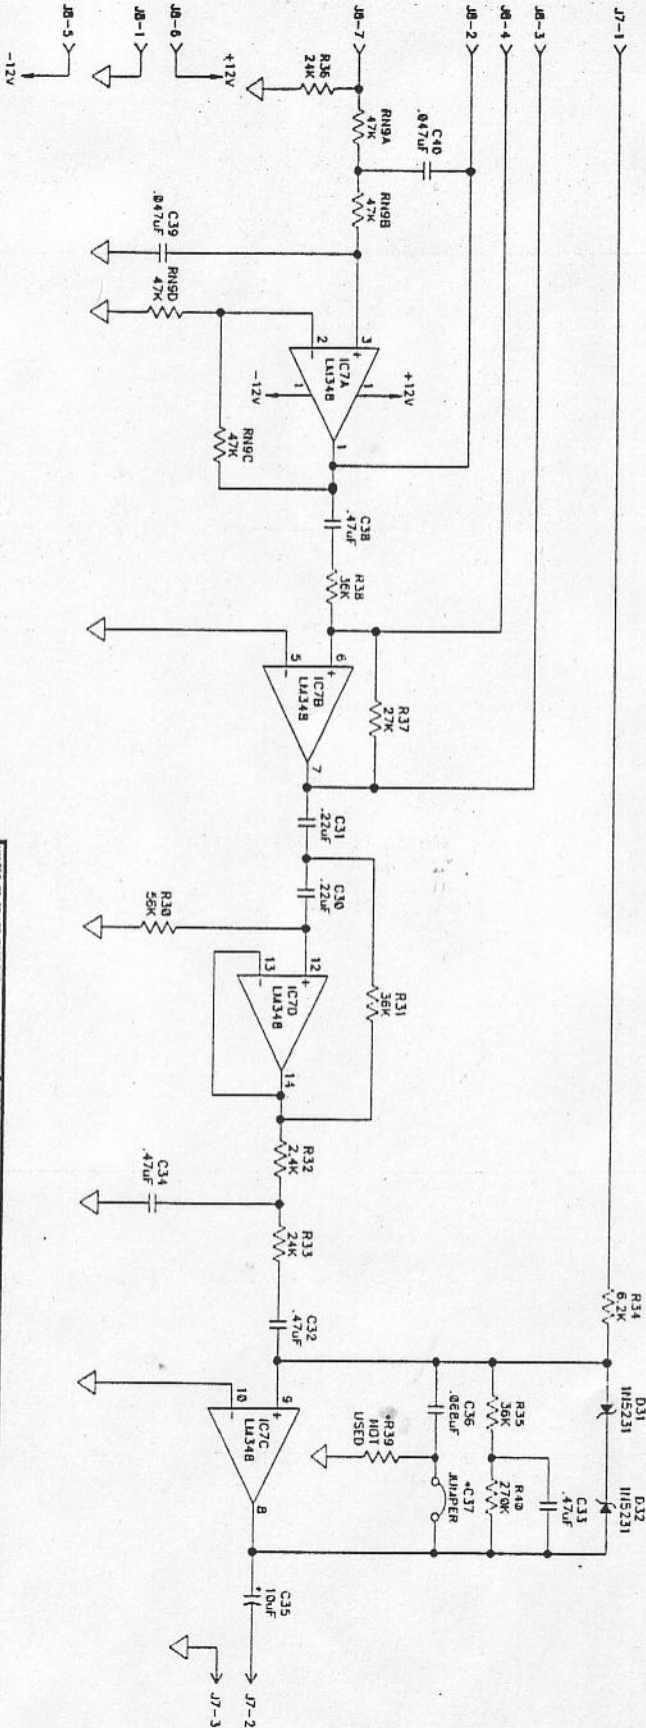 J7-1
J8-3
J8-4
J8-2
J8-7
J8-6
J8-1
J8-5
+12V
-12V
R36
24K
RN9A
47K
C40
.047uF
RN9B
47K
C39
.047uF
RN9D
47K
3
+
2
-
IC7A
LM348
1
+12V
1
-12V
1
RN9C
47K
C38
.47uF
R38
36K
6
+
5
-
IC7B
LM348
7
R37
27K
C31
.22uF
C30
.22uF
R30
56K
12
+
13
-
IC7D
LM348
14
R31
36K
R32
2.4K
C34
.47uF
R33
24K
C32
.47uF
R34
6.2K
9
+
10
-
IC7C
LM348
8
D31
1N5231
D32
1N5231
R35
36K
R40
270K
C33
.47uF
C36
.068uF
*C37
JUMPER
*R39
NOT
USED
+
C35
10uF
J7-2
J7-3